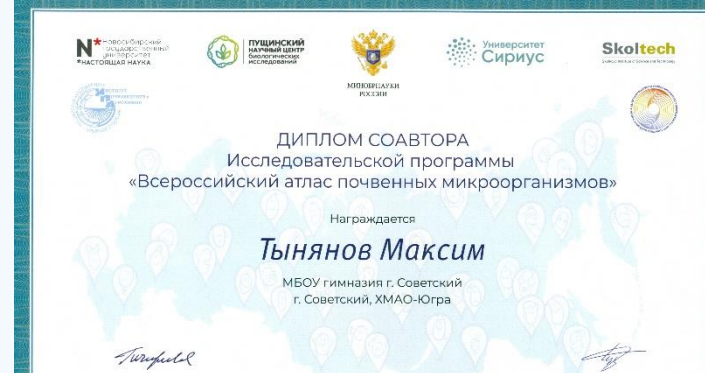 N*
Новосибирский
государственный
университет
*НАСТОЯЩАЯ НАУКА
ПУЩИНСКИЙ
НАУЧНЫЙ ЦЕНТР
биологических
исследований
МИНОБРНАУКИ
РОССИИ
Университет
Сириус
Skoltech
ДИПЛОМ СОАВТОРА
Исследовательской программы
«Всероссийский атлас почвенных микроорганизмов»
Награждается
Тынянов Максим
МБОУ гимназия г. Советский
г. Советский, ХМАО-Югра